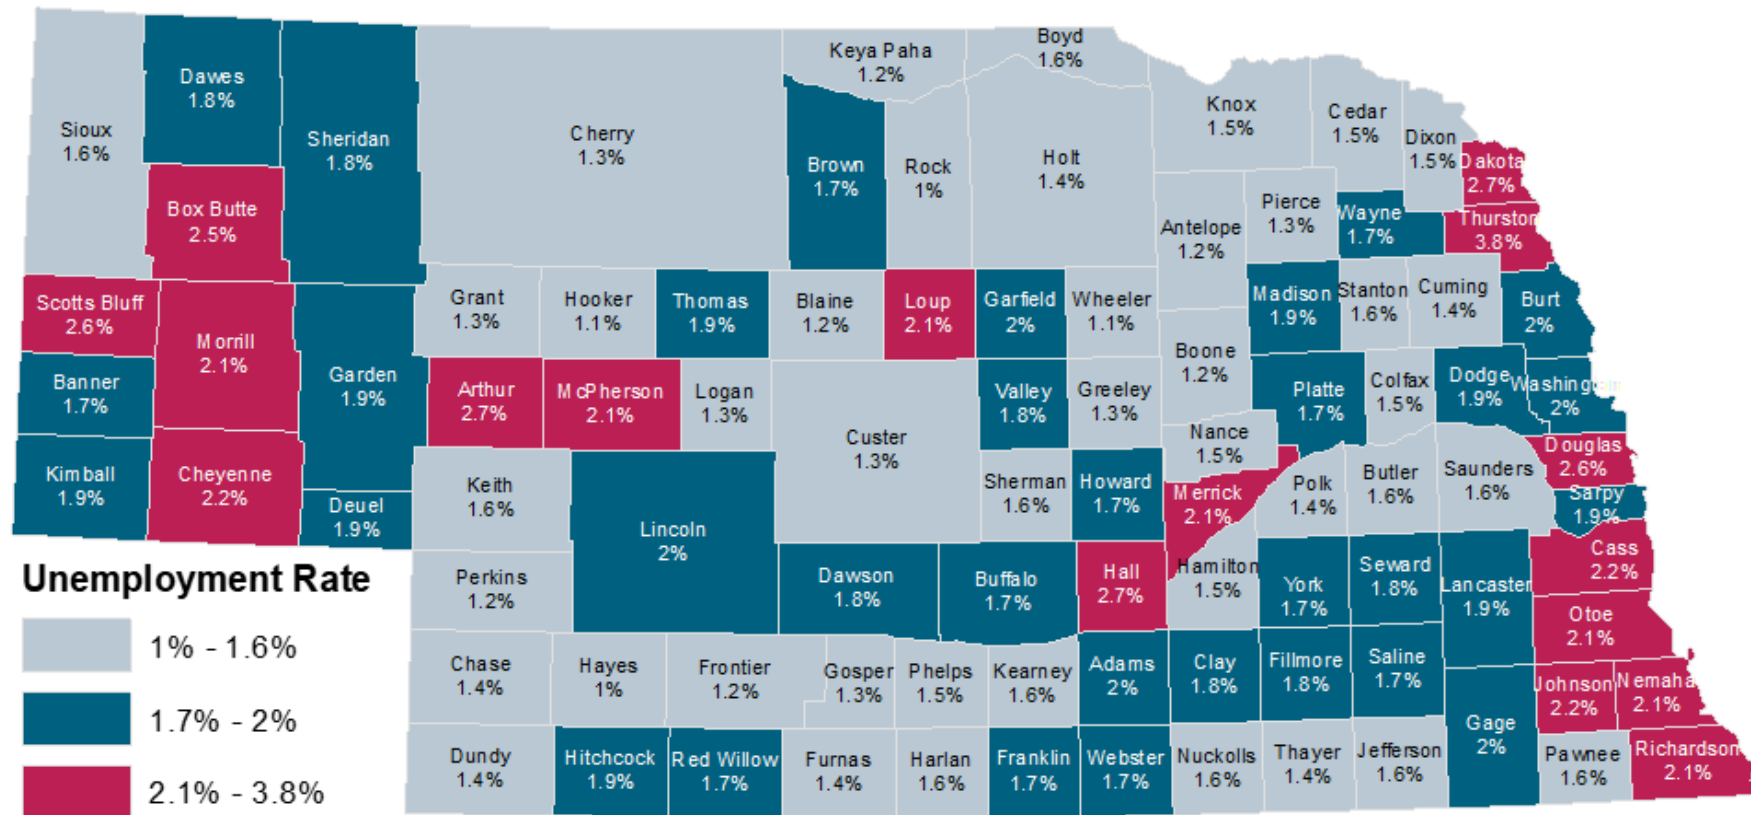 Boyd
1.6%
Keya Paha
1.2%
Dawes
1.8%
Sioux
1.6%
Sheridan
1.8%
Cherry
1.3%
Brown
1.7%
Rock
1%
Holt
1.4%
Knox
1.5%
Cedar
1.5%
Dixon
1.5%
Dakota
2.7%
Box Butte
2.5%
Antelope
1.2%
Pierce
1.3%
Wayne
1.7%
Thurston
3.8%
Scotts Bluff
2.6%
Morrill
2.1%
Grant
1.3%
Hooker
1.1%
Thomas
1.9%
Blaine
1.2%
Loup
2.1%
Garfield
2%
Wheeler
1.1%
Madison
1.9%
Stanton
1.6%
Cuming
1.4%
Burt
2%
Banner
1.7%
Garden
1.9%
Arthur
2.7%
McPherson
2.1%
Logan
1.3%
Custer
1.3%
Valley
1.8%
Greeley
1.3%
Boone
1.2%
Platte
1.7%
Colfax
1.5%
Dodge
1.9%
Washington
2%
Kimball
1.9%
Cheyenne
2.2%
Deuel
1.9%
Keith
1.6%
Lincoln
2%
Sherman
1.6%
Howard
1.7%
Nance
1.5%
Merrick
2.1%
Polk
1.4%
Butler
1.6%
Saunders
1.6%
Douglas
2.6%
Sarpy
1.9%
Perkins
1.2%
Dawson
1.8%
Buffalo
1.7%
Hall
2.7%
Hamilton
1.5%
York
1.7%
Seward
1.8%
Lancaster
1.9%
Cass
2.2%
Otoe
2.1%
Chase
1.4%
Hayes
1%
Frontier
1.2%
Gosper
1.3%
Phelps
1.5%
Kearney
1.6%
Adams
2%
Clay
1.8%
Fillmore
1.8%
Saline
1.7%
Gage
2%
Johnson
2.2%
Nemaha
2.1%
Dundy
1.4%
Hitchcock
1.9%
Red Willow
1.7%
Furnas
1.4%
Harlan
1.6%
Franklin
1.7%
Webster
1.7%
Nuckolls
1.6%
Thayer
1.4%
Jefferson
1.6%
Pawnee
1.6%
Richardson
2.1%
Unemployment Rate
1% - 1.6%
1.7% - 2%
2.1% - 3.8%